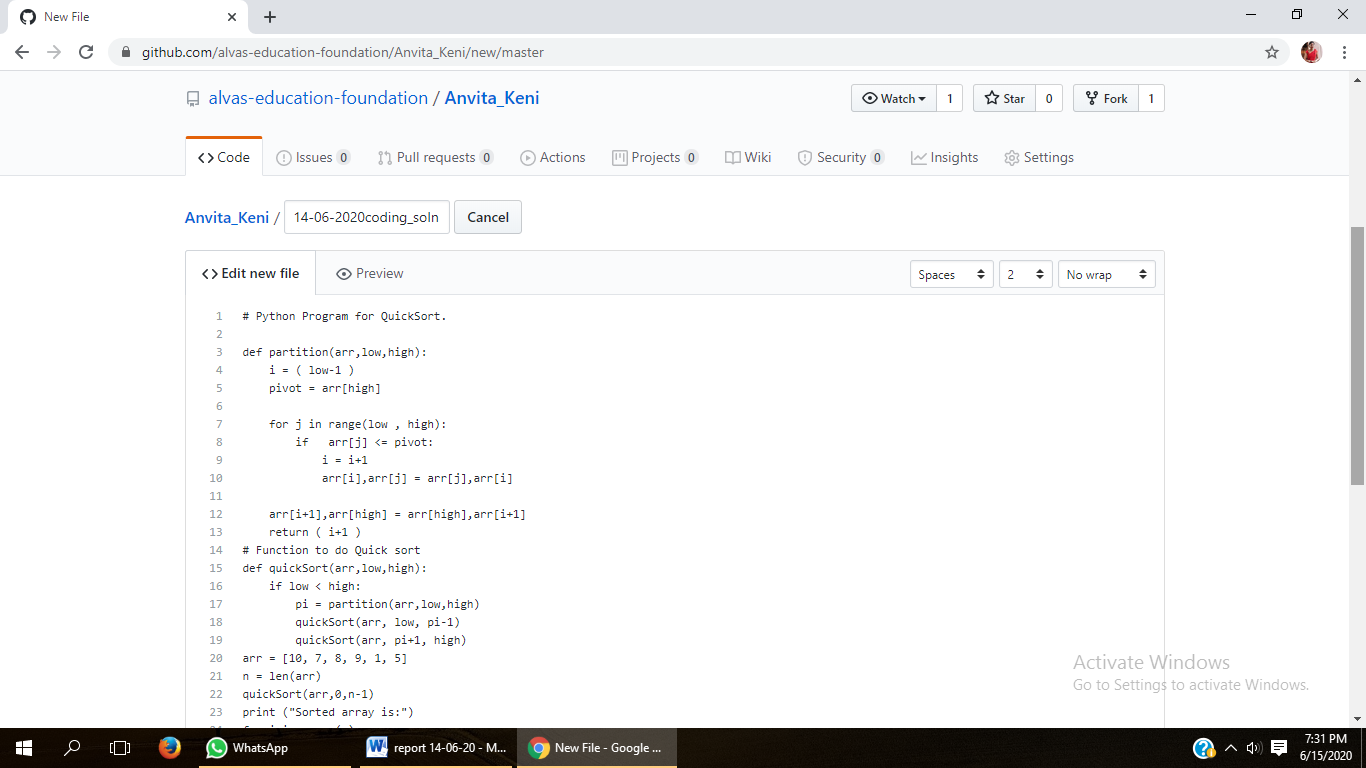 New File
github.com/alvas-education-foundation/Anvita_Keni/new/master
alvas-education-foundation / Anvita_Keni
Watch 1 Star 0 Fork 1
Code Issues 0 Pull requests 0 Actions Projects 0 Wiki Security 0 Insights Settings
Anvita_Keni / 14-06-2020coding_soln Cancel
<> Edit new file Preview Spaces 2 No wrap
1 # Python Program for QuickSort.
2
3 def partition(arr,low,high):
4     i = ( low-1 )
5     pivot = arr[high]
6
7     for j in range(low , high):
8         if   arr[j] <= pivot:
9             i = i+1
10             arr[i],arr[j] = arr[j],arr[i]
11
12     arr[i+1],arr[high] = arr[high],arr[i+1]
13     return ( i+1 )
14 # Function to do Quick sort
15 def quickSort(arr,low,high):
16     if low < high:
17         pi = partition(arr,low,high)
18         quickSort(arr, low, pi-1)
19         quickSort(arr, pi+1, high)
20 arr = [10, 7, 8, 9, 1, 5]
21 n = len(arr)
22 quickSort(arr,0,n-1)
23 print ("Sorted array is:")
Activate Windows
Go to Settings to activate Windows.
WhatsApp
report 14-06-20 - M...
New File - Google ...
7:31 PM
6/15/2020